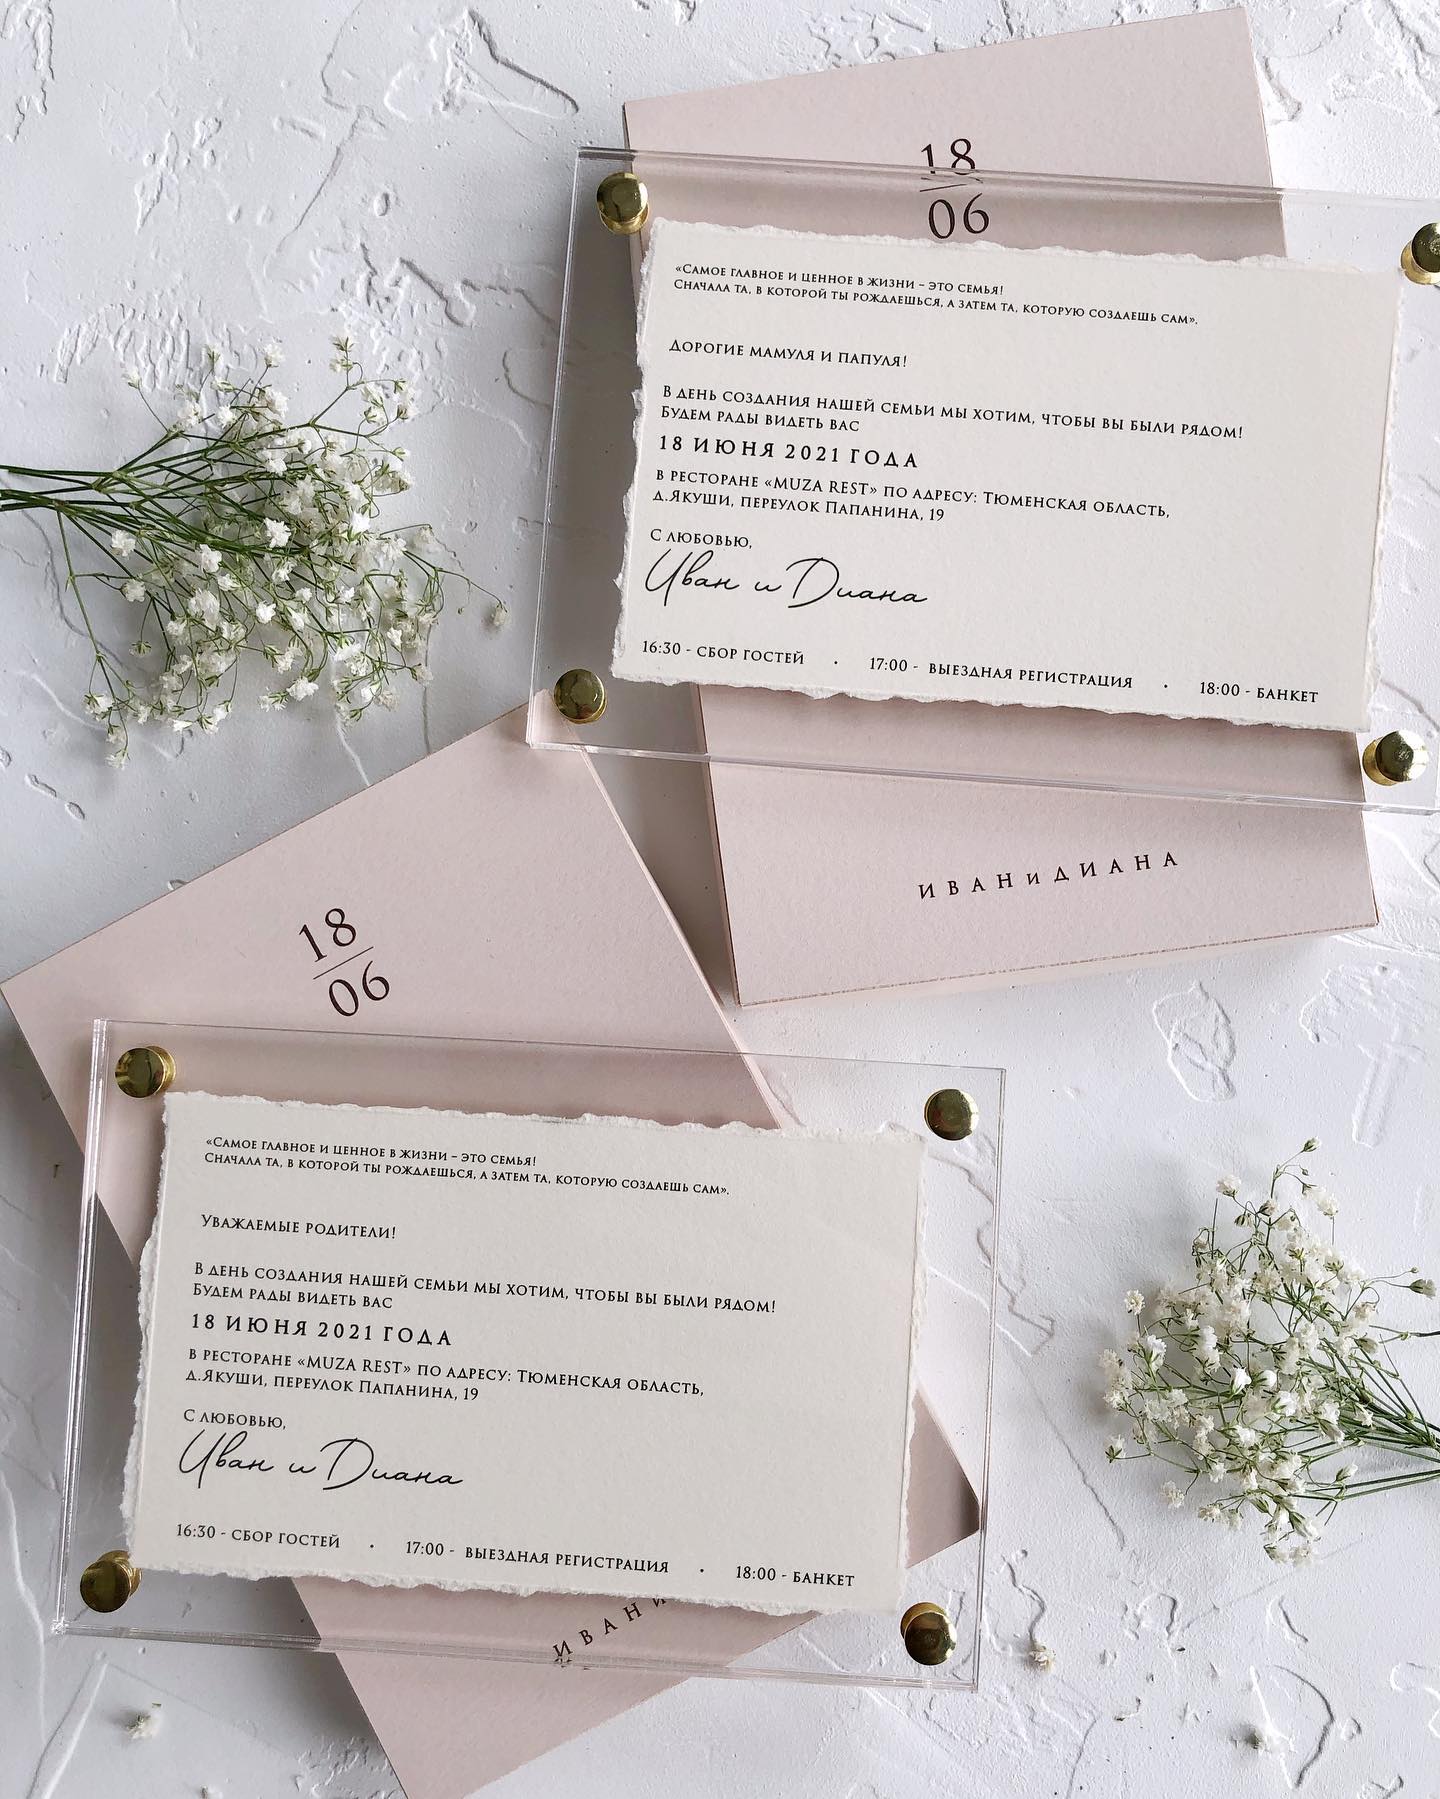 18
06
«Самое главное и ценное в жизни – это семья!
Сначала та, в которой ты рождаешься, а затем та, которую создаешь сам».
Дорогие мамуля и папуля!
В день создания нашей семьи мы хотим, чтобы вы были рядом!
Будем рады видеть вас
18 ИЮНЯ 2021 ГОДА
в ресторане «MUZA REST» по адресу: Тюменская область,
д.Якуши, переулок Папанина, 19
С любовью,
Иван и Диана
16:30 - сбор гостей • 17:00 - выездная регистрация • 18:00 - банкет
ИВАНиДИАНА
18
06
«Самое главное и ценное в жизни – это семья!
Сначала та, в которой ты рождаешься, а затем та, которую создаешь сам».
Уважаемые родители!
В день создания нашей семьи мы хотим, чтобы вы были рядом!
Будем рады видеть вас
18 ИЮНЯ 2021 ГОДА
в ресторане «MUZA REST» по адресу: Тюменская область,
д.Якуши, переулок Папанина, 19
С любовью,
Иван и Диана
16:30 - сбор гостей • 17:00 - выездная регистрация • 18:00 - банкет
ИВАНи